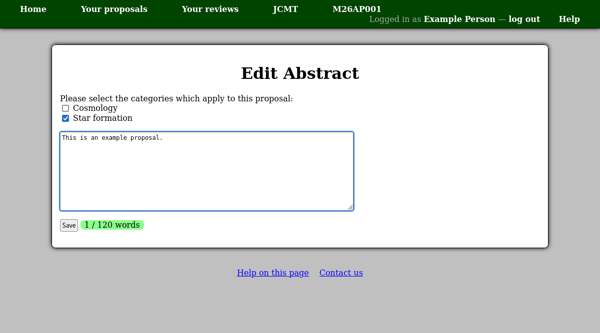 Home Your proposals Your reviews JCMT M26AP001
Logged in as Example Person — log out Help
Edit Abstract
Please select the categories which apply to this proposal:
Cosmology
Star formation
This is an example proposal.
Save 1 / 120 words
Help on this page Contact us